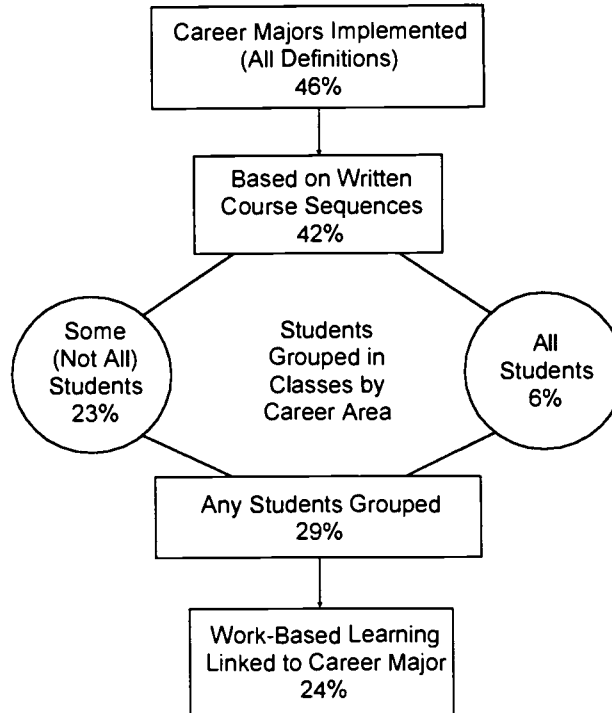 Career Majors Implemented
(All Definitions)
46%
Based on Written
Course Sequences
42%
Some
(Not All)
Students
23%
Students
Grouped in
Classes by
Career Area
All
Students
6%
Any Students Grouped
29%
Work-Based Learning
Linked to Career Major
24%